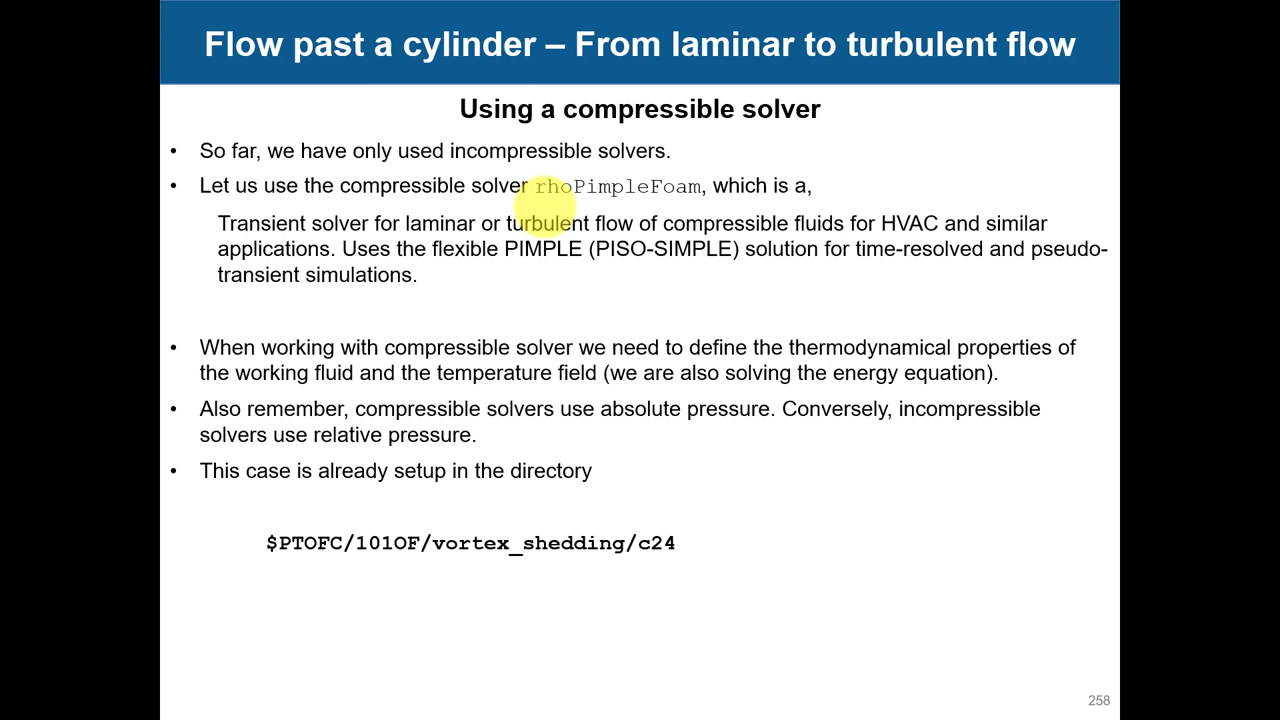 Flow past a cylinder – From laminar to turbulent flow
Using a compressible solver
• So far, we have only used incompressible solvers.
• Let us use the compressible solver rhoPimpleFoam, which is a,
Transient solver for laminar or turbulent flow of compressible fluids for HVAC and similar
applications. Uses the flexible PIMPLE (PISO-SIMPLE) solution for time-resolved and pseudo-
transient simulations.
• When working with compressible solver we need to define the thermodynamical properties of
the working fluid and the temperature field (we are also solving the energy equation).
• Also remember, compressible solvers use absolute pressure. Conversely, incompressible
solvers use relative pressure.
• This case is already setup in the directory
$PTOFC/101OF/vortex_shedding/c24
258